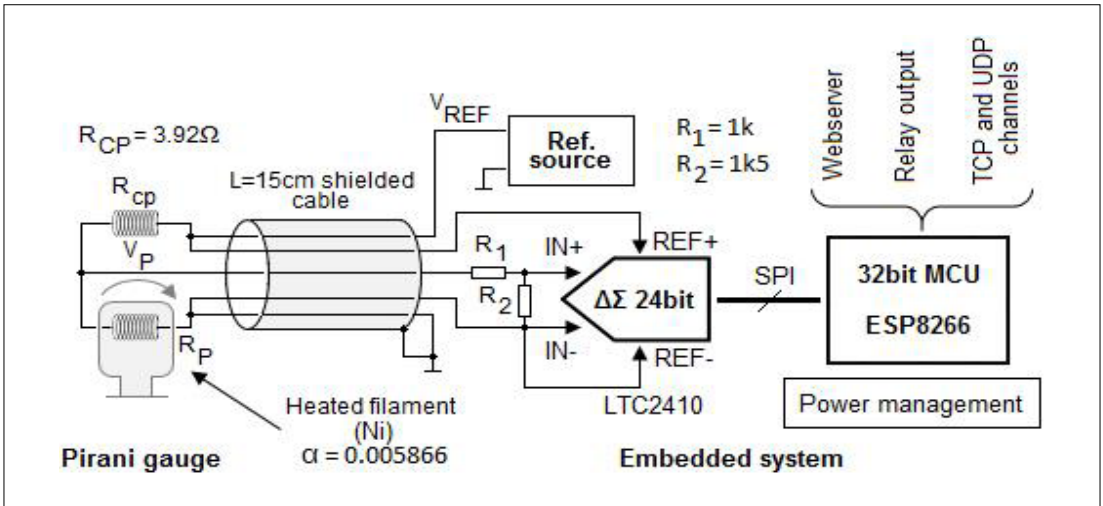 R_CP = 3.92Ω
R_cp
V_P
R_P
L=15cm shielded
cable
V_REF
Ref.
source
R_1 = 1k
R_2 = 1k5
R_1
R_2
IN+
IN-
REF+
REF-
ΔΣ 24bit
LTC2410
SPI
Webserver
Relay output
TCP and UDP
channels
32bit MCU
ESP8266
Power management
Heated filament
(Ni)
α = 0.005866
Pirani gauge
Embedded system